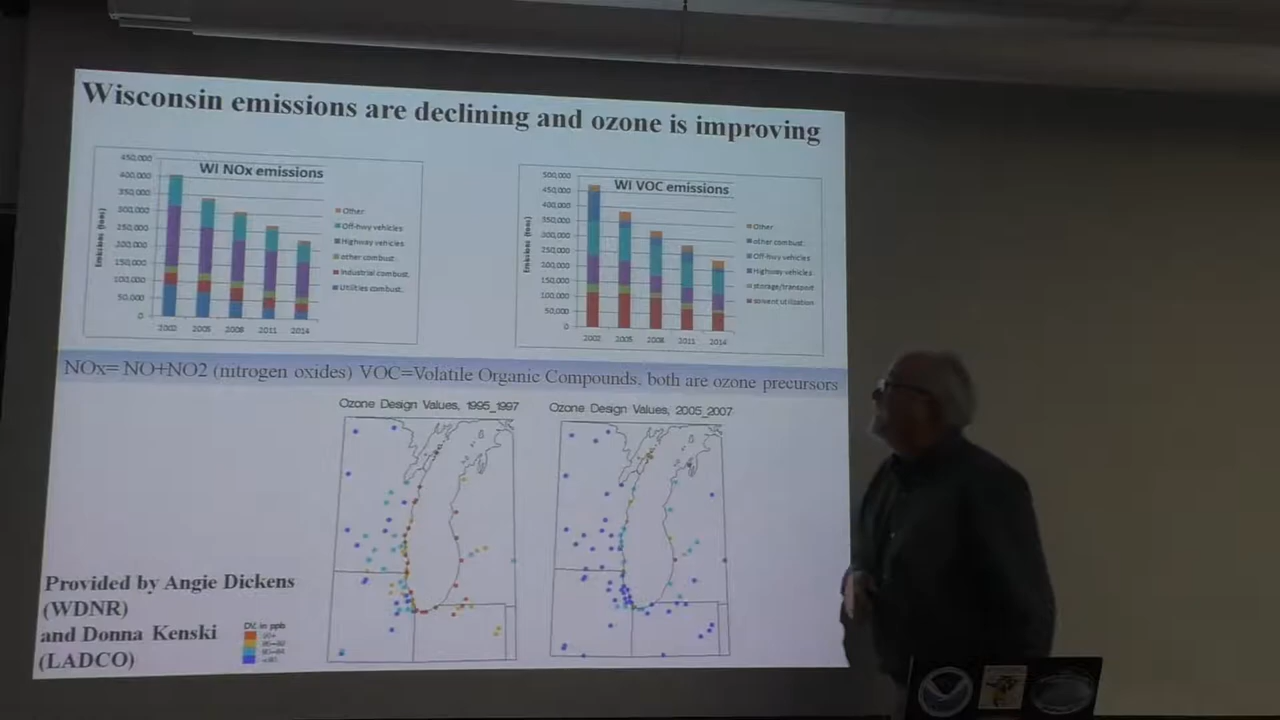 Wisconsin emissions are declining and ozone is improving
WI NOx emissions
450,000
400,000
350,000
300,000
250,000
200,000
150,000
100,000
50,000
0
Emissions (tons)
2002
2005
2008
2011
2014
Other
Off-hwy vehicles
Highway vehicles
other combust.
Industrial combust.
Utilities combust.
WI VOC emissions
500,000
450,000
400,000
350,000
300,000
250,000
200,000
150,000
100,000
50,000
0
Emissions (tons)
2002
2005
2008
2011
2014
Other
other combust.
Off-hwy vehicles
Highway vehicles
storage/transport
solvent utilization
NOx= NO+NO2 (nitrogen oxides) VOC=Volatile Organic Compounds, both are ozone precursors
Ozone Design Values, 1995_1997
Ozone Design Values, 2005_2007
Provided by Angie Dickens
(WDNR)
and Donna Kenski
(LADCO)
DV, in ppb